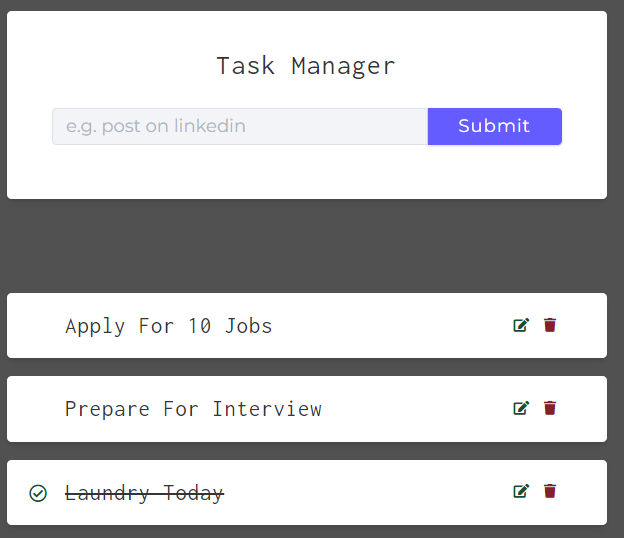 Task Manager
e.g. post on linkedin Submit
Apply For 10 Jobs
Prepare For Interview
Laundry Today